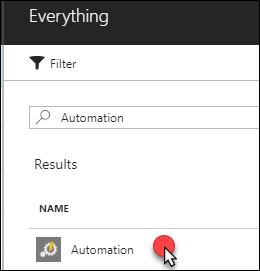 Everything
Filter
Automation
Results
NAME
Automation